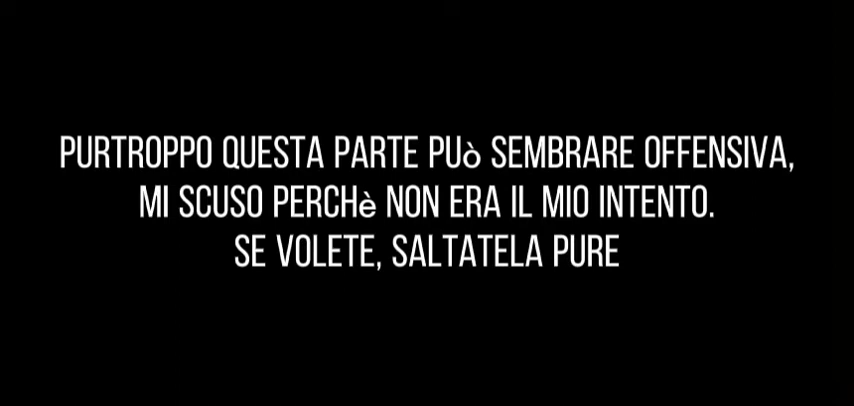 PURTROPPO QUESTA PARTE PUò SEMBRARE OFFENSIVA,
MI SCUSO PERCHè NON ERA IL MIO INTENTO.
SE VOLETE, SALTATELA PURE